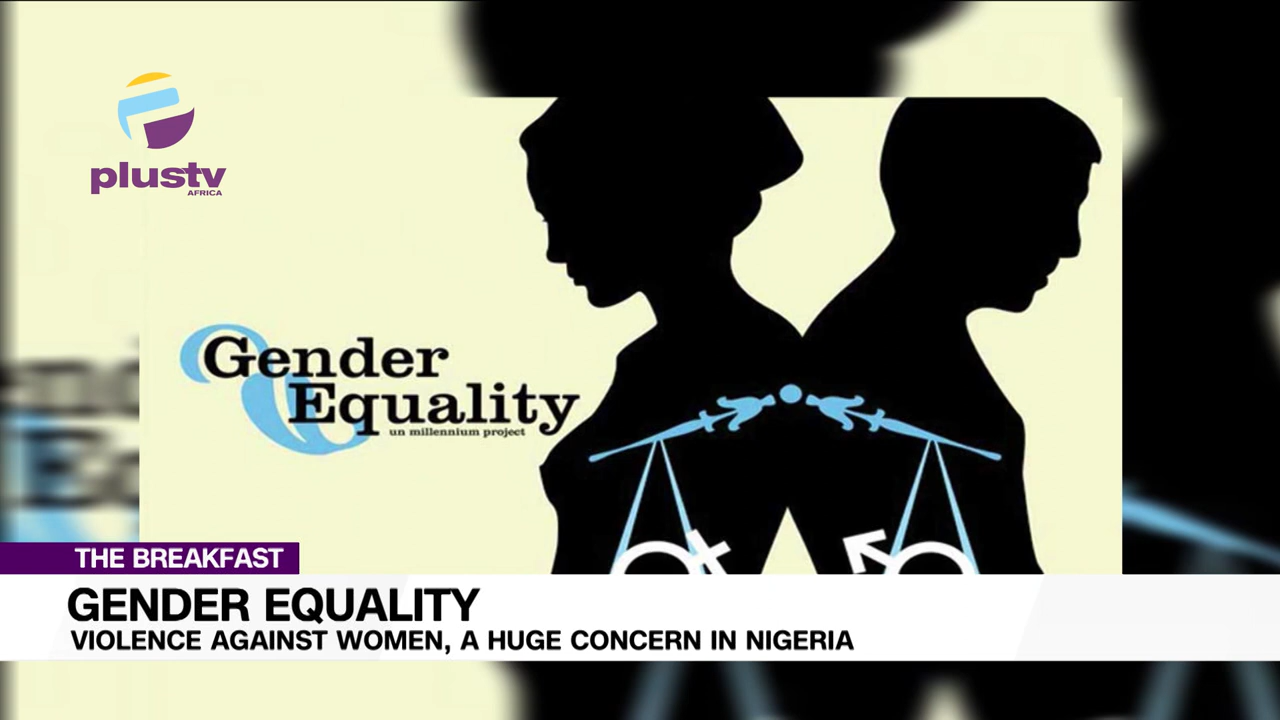 plustv
AFRICA
Gender
Equality
un millennium project
THE BREAKFAST
GENDER EQUALITY
VIOLENCE AGAINST WOMEN, A HUGE CONCERN IN NIGERIA